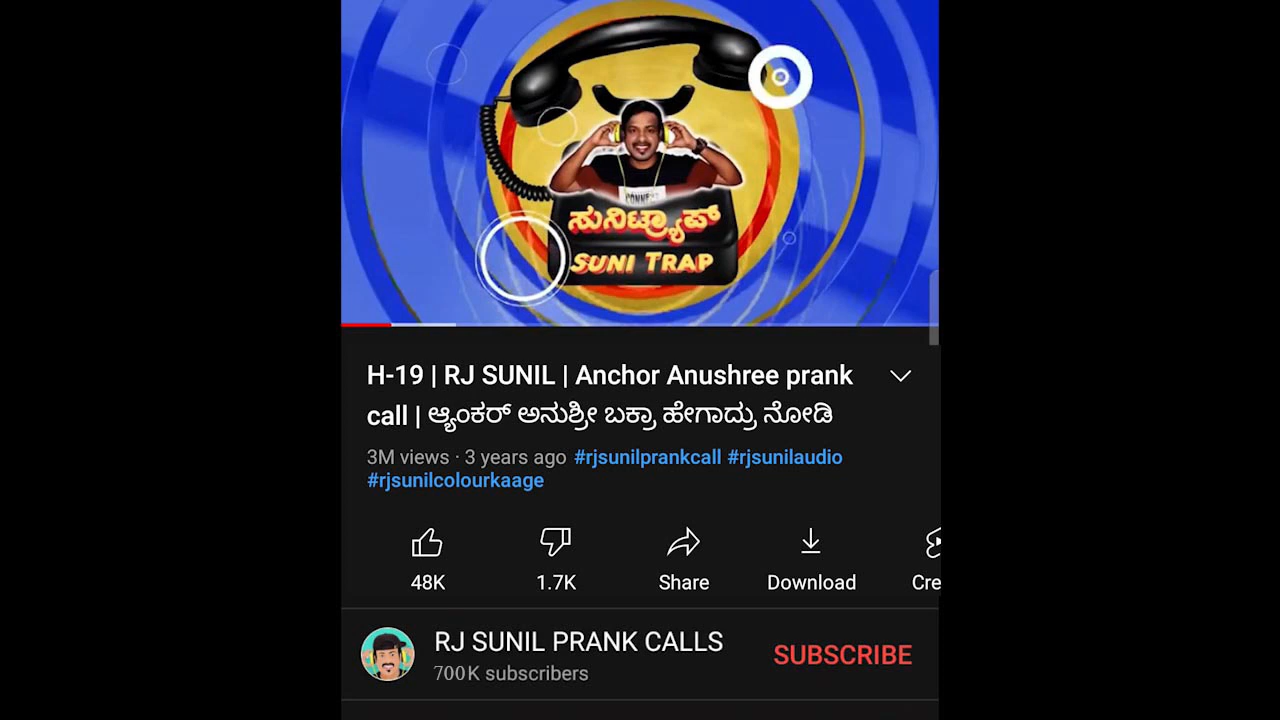 CONNE
ಸುನಿಟ್ರ್ಯಾಪ್
SUNI TRAP
H-19 | RJ SUNIL | Anchor Anushree prank
call | ಆ್ಯಂಕರ್ ಅನುಶ್ರೀ ಬಕ್ರಾ ಹೇಗಾದ್ರು ನೋಡಿ
3M views · 3 years ago #rjsunilprankcall #rjsunilaudio
#rjsunilcolourkaage
48K 1.7K Share Download Cre
RJ SUNIL PRANK CALLS
700K subscribers
SUBSCRIBE